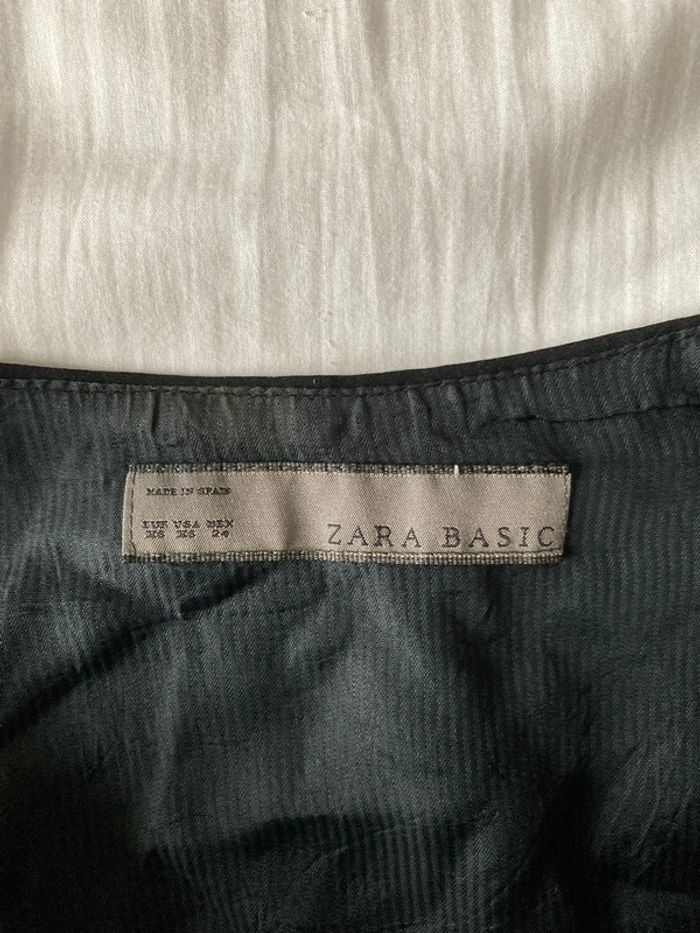 MADE IN SPAIN
EUR USA MEX
XS XS 24
ZARA BASIC